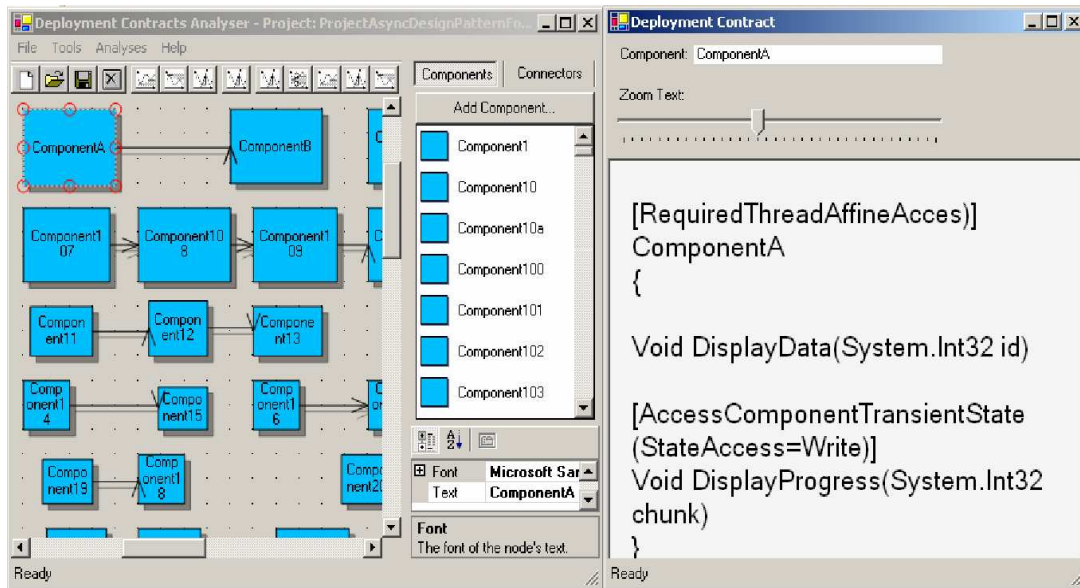 Deployment Contracts Analyser - Project: ProjectAsyncDesignPatternFo...
File Tools Analyses Help
Components Connectors
Add Component...
ComponentA
ComponentB
C
Component1
07
Component10
8
Component1
09
C
Compon
ent11
Compon
ent12
Compone
nt13
Comp
onent1
4
Compo
nent15
Comp
onent1
6
Compo
nent19
Comp
onent1
8
Compo
nent20
Component1
Component10
Component10a
Component100
Component101
Component102
Component103
Font Microsoft Sar
Text ComponentA
Font
The font of the node's text.
Ready
Deployment Contract
Component: ComponentA
Zoom Text:
[RequiredThreadAffineAcces)]
ComponentA
{
Void DisplayData(System.Int32 id)
[AccessComponentTransientState
(StateAccess=Write)]
Void DisplayProgress(System.Int32
chunk)
}
Ready